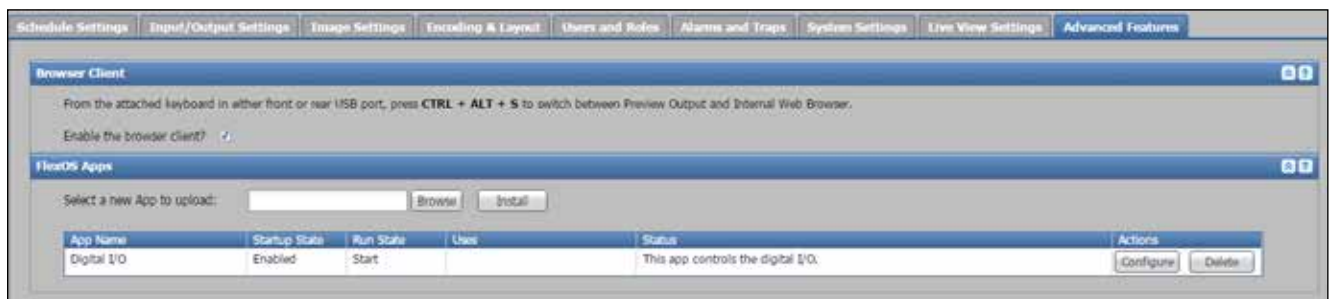 Schedule Settings Input/Output Settings Image Settings Encoding & Layout Users and Roles Alarms and Traps System Settings Live View Settings Advanced Features
Browser Client
From the attached keyboard in either front or rear USB port, press CTRL + ALT + S to switch between Preview Output and Internal Web Browser.
Enable the browser client?
FlexOS Apps
Select a new App to upload: Browse Install
App Name Startup State Run State Uses Status Actions
Digital I/O Enabled Start This app controls the digital I/O. Configure Delete